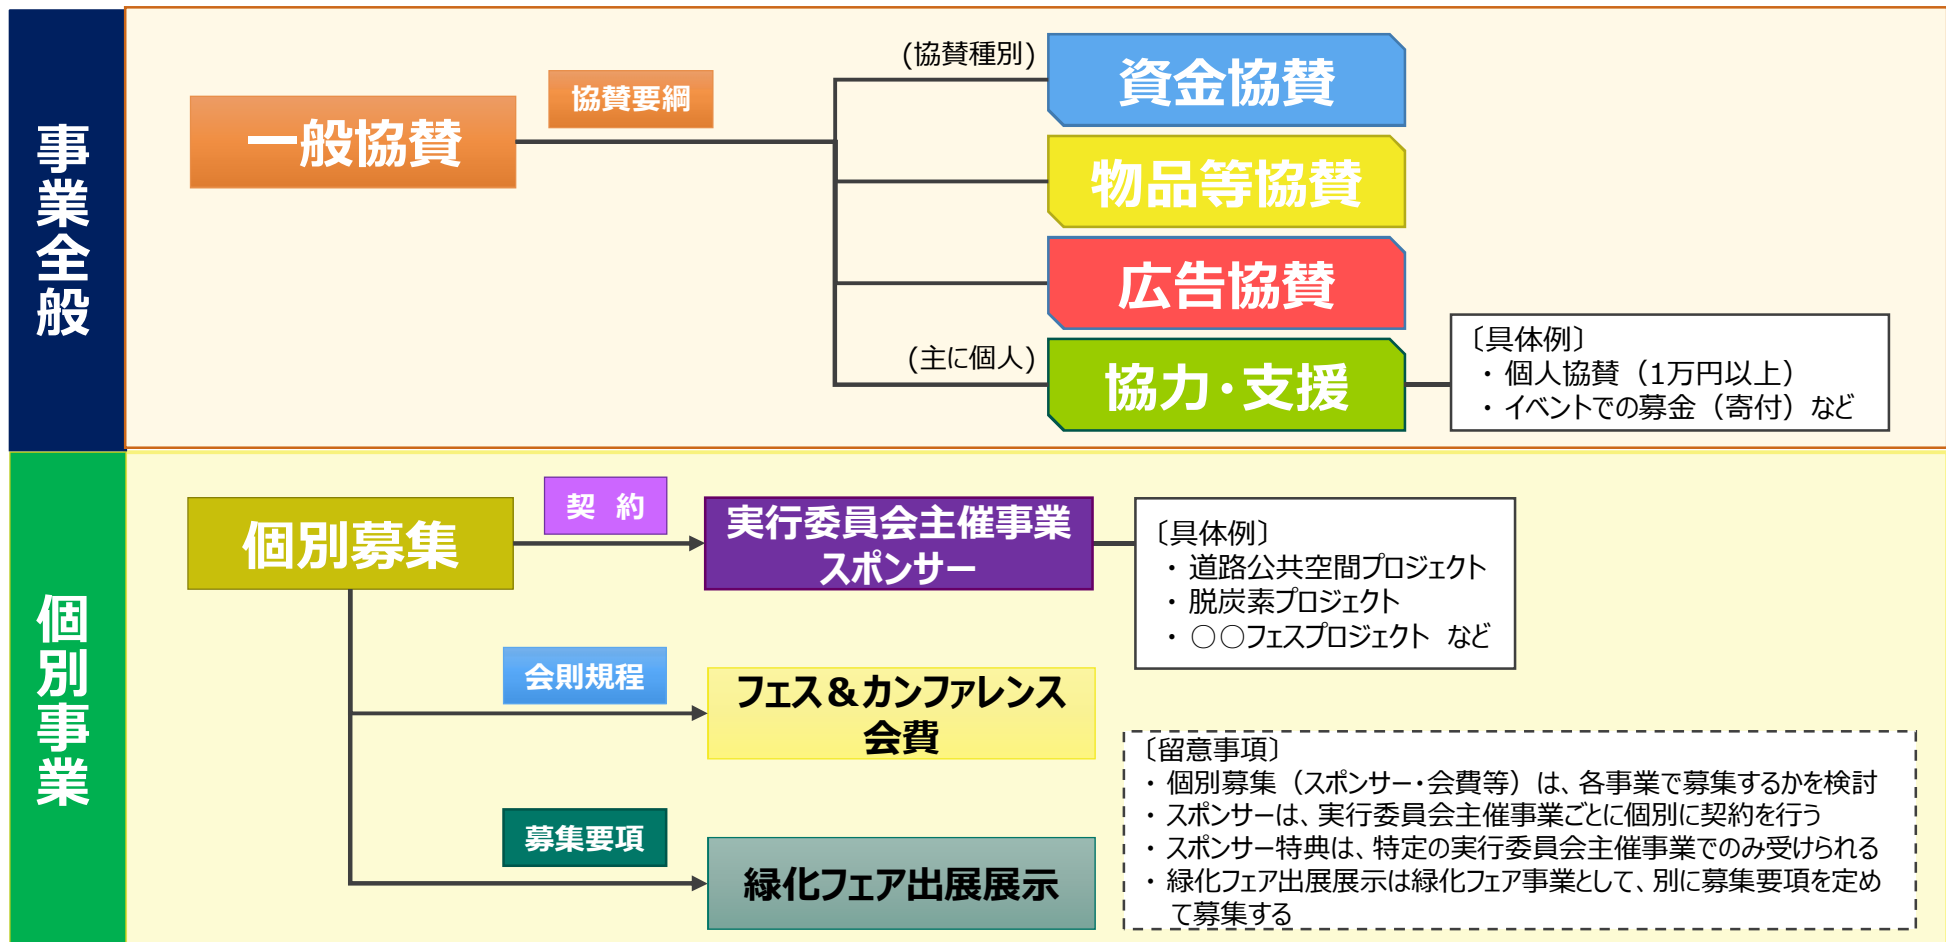 事業全般
一般協賛
協賛要綱
(協賛種別)
資金協賛
物品等協賛
広告協賛
(主に個人)
協力・支援
〔具体例〕
・個人協賛（1万円以上）
・イベントでの募金（寄付）など
個別事業
個別募集
契　約
実行委員会主催事業
スポンサー
〔具体例〕
・道路公共空間プロジェクト
・脱炭素プロジェクト
・○○フェスプロジェクト など
会則規程
フェス＆カンファレンス
会費
募集要項
緑化フェア出展展示
〔留意事項〕
・個別募集（スポンサー・会費等）は、各事業で募集するかを検討
・スポンサーは、実行委員会主催事業ごとに個別に契約を行う
・スポンサー特典は、特定の実行委員会主催事業でのみ受けられる
・緑化フェア出展展示は緑化フェア事業として、別に募集要項を定め
て募集する